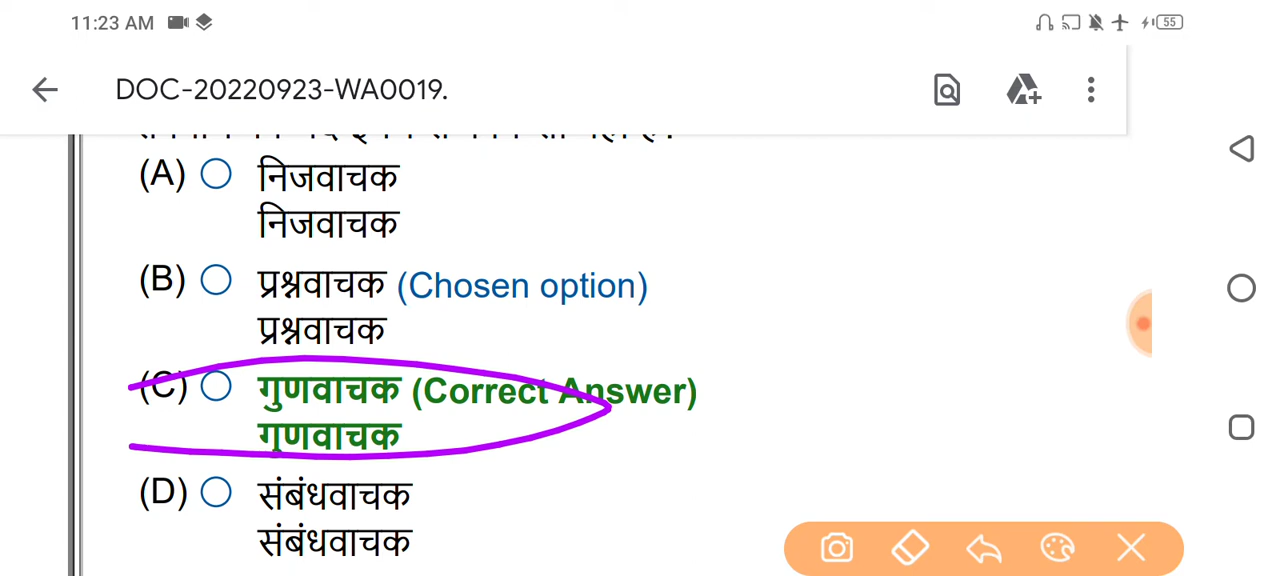 11:23 AM
55
DOC-20220923-WA0019.
(A) निजवाचक
निजवाचक
(B) प्रश्नवाचक (Chosen option)
प्रश्नवाचक
(C) गुणवाचक (Correct Answer)
गुणवाचक
(D) संबंधवाचक
संबंधवाचक